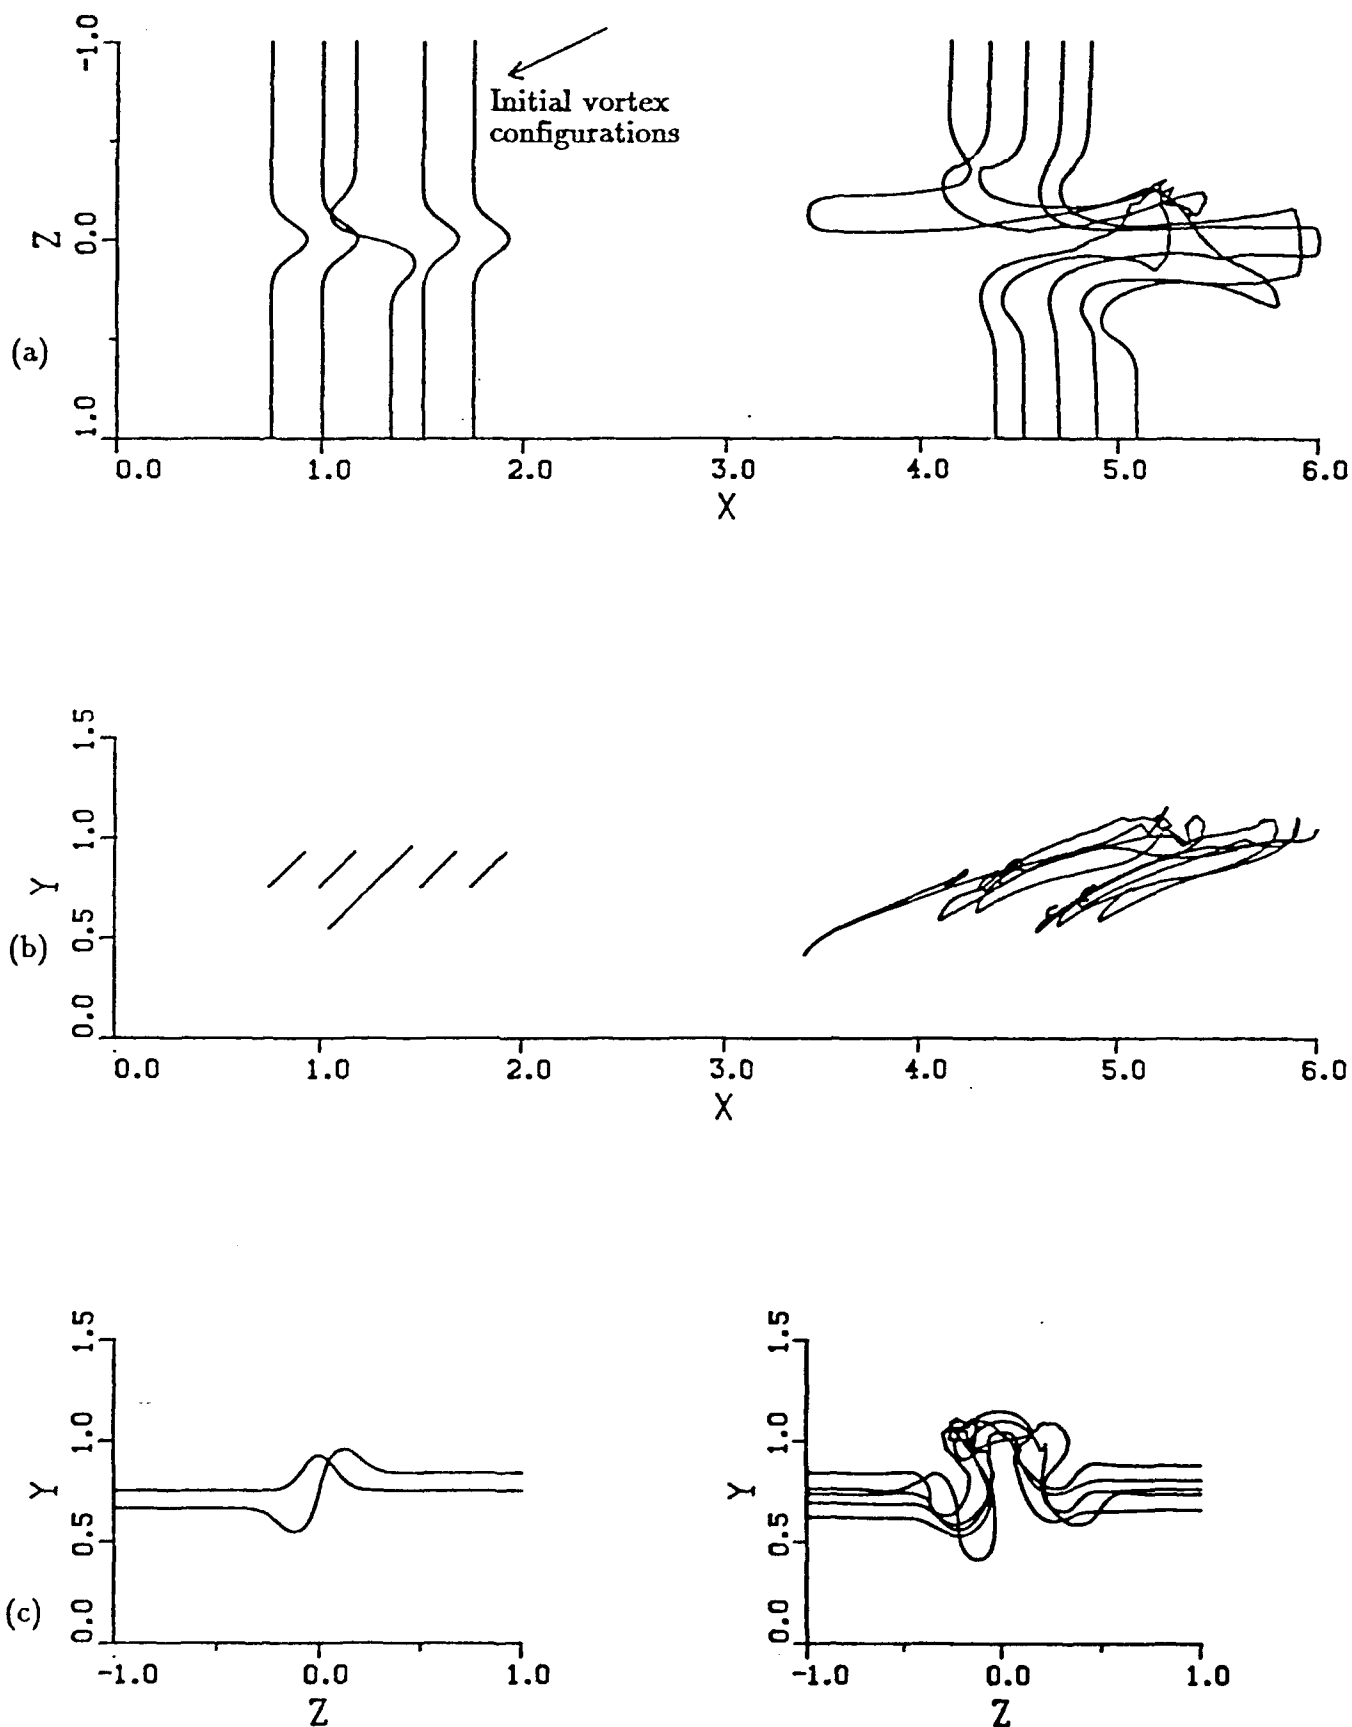 -1.0
Initial vortex
configurations
Z
0.0
(a)
1.0
0.0 1.0 2.0 3.0 4.0 5.0 6.0
X
1.5
1.0
Y
0.5
(b)
0.0
0.0 1.0 2.0 3.0 4.0 5.0 6.0
X
1.5 1.5
1.0 1.0
Y Y
0.5 0.5
(c)
0.0 0.0
-1.0 0.0 1.0 -1.0 0.0 1.0
Z Z